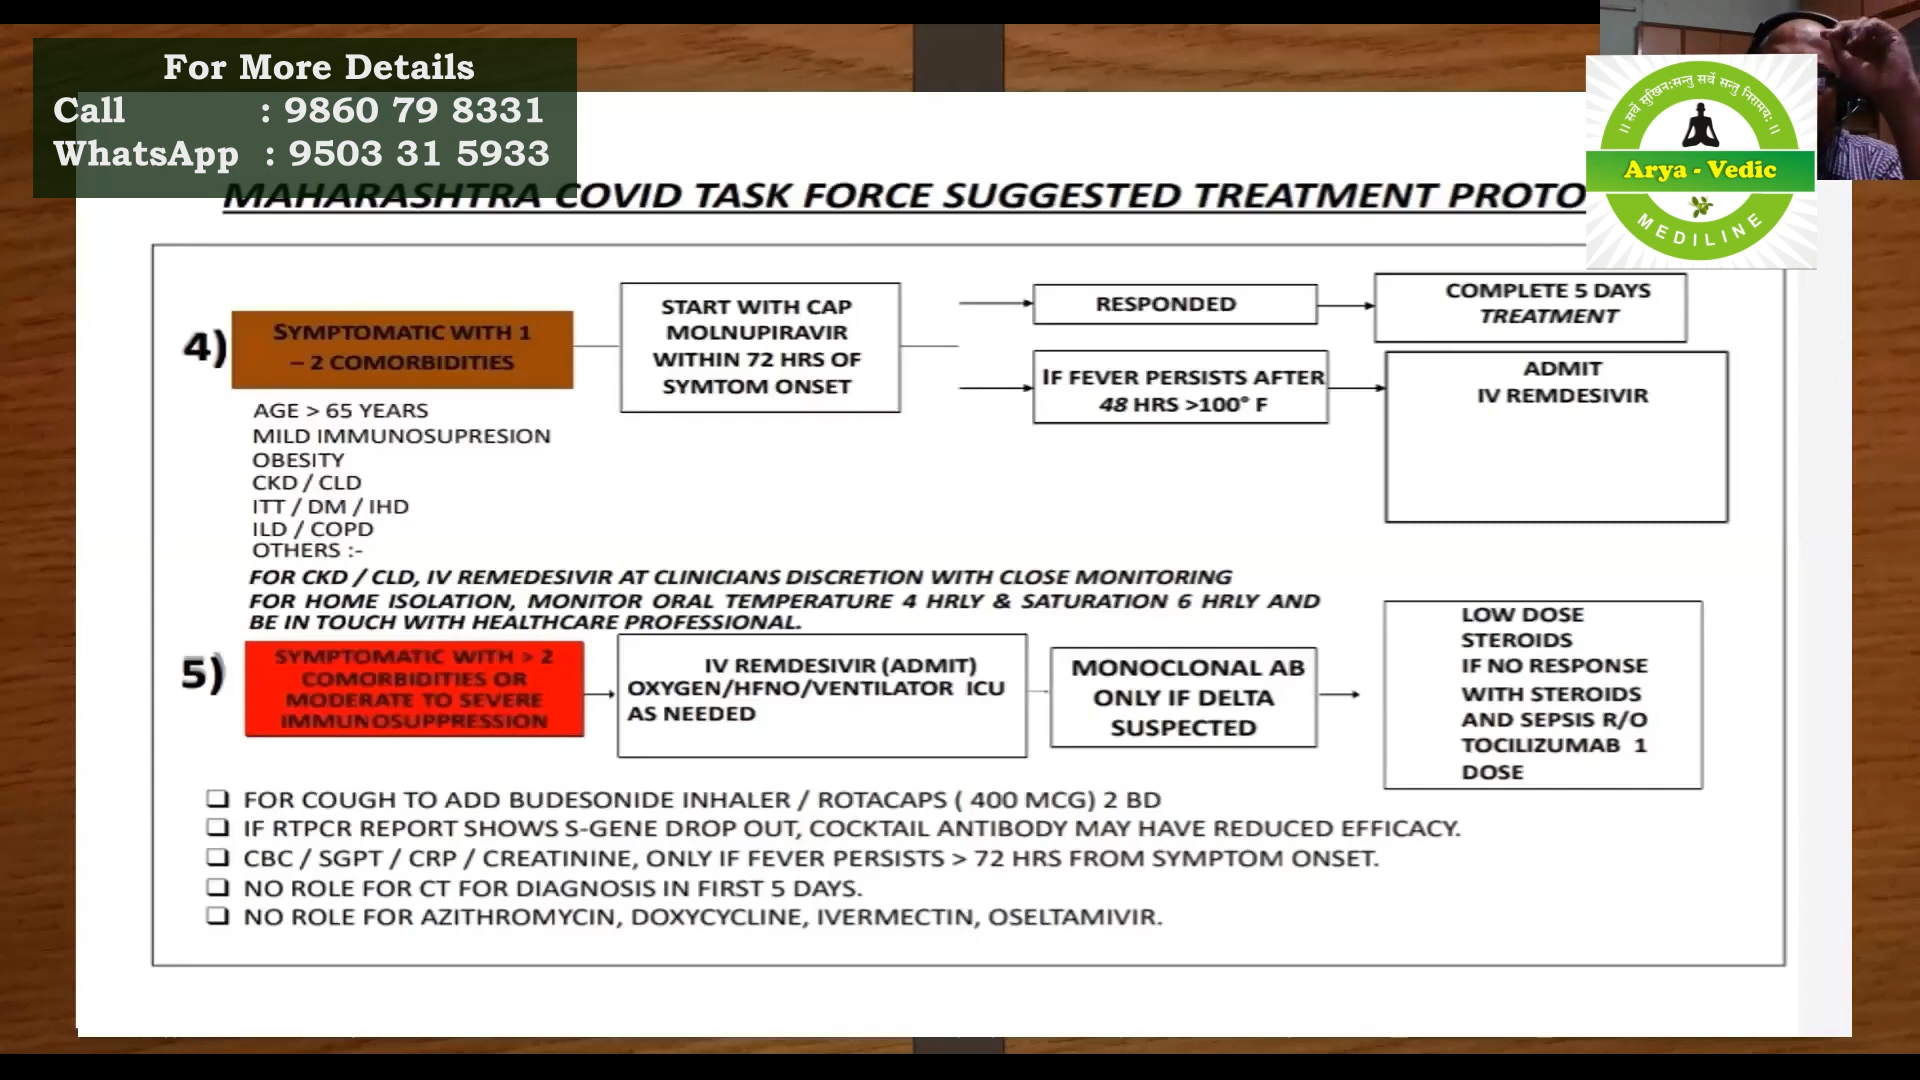 For More Details
Call : 9860 79 8331
WhatsApp : 9503 31 5933
|| सर्वे सुखिनःसन्तु सर्वे सन्तु निरामयः ||
Arya - Vedic
MEDILINE
MAHARASHTRA COVID TASK FORCE SUGGESTED TREATMENT PROTO
4)
SYMPTOMATIC WITH 1
– 2 COMORBIDITIES
START WITH CAP
MOLNUPIRAVIR
WITHIN 72 HRS OF
SYMTOM ONSET
RESPONDED
COMPLETE 5 DAYS
TREATMENT
IF FEVER PERSISTS AFTER
48 HRS >100° F
ADMIT
IV REMDESIVIR
AGE > 65 YEARS
MILD IMMUNOSUPRESION
OBESITY
CKD / CLD
ITT / DM / IHD
ILD / COPD
OTHERS :-
FOR CKD / CLD, IV REMEDESIVIR AT CLINICIANS DISCRETION WITH CLOSE MONITORING
FOR HOME ISOLATION, MONITOR ORAL TEMPERATURE 4 HRLY & SATURATION 6 HRLY AND
BE IN TOUCH WITH HEALTHCARE PROFESSIONAL.
5)
SYMPTOMATIC WITH > 2
COMORBIDITIES OR
MODERATE TO SEVERE
IMMUNOSUPPRESSION
IV REMDESIVIR (ADMIT)
OXYGEN/HFNO/VENTILATOR ICU
AS NEEDED
MONOCLONAL AB
ONLY IF DELTA
SUSPECTED
LOW DOSE
STEROIDS
IF NO RESPONSE
WITH STEROIDS
AND SEPSIS R/O
TOCILIZUMAB 1
DOSE
❑ FOR COUGH TO ADD BUDESONIDE INHALER / ROTACAPS ( 400 MCG) 2 BD
❑ IF RTPCR REPORT SHOWS S-GENE DROP OUT, COCKTAIL ANTIBODY MAY HAVE REDUCED EFFICACY.
❑ CBC / SGPT / CRP / CREATININE, ONLY IF FEVER PERSISTS > 72 HRS FROM SYMPTOM ONSET.
❑ NO ROLE FOR CT FOR DIAGNOSIS IN FIRST 5 DAYS.
❑ NO ROLE FOR AZITHROMYCIN, DOXYCYCLINE, IVERMECTIN, OSELTAMIVIR.